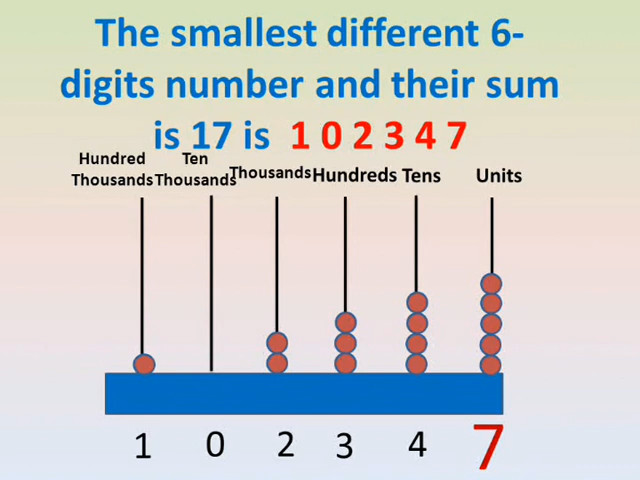 The smallest different 6-
digits number and their sum
is 17 is 1 0 2 3 4 7
Hundred Thousands Ten Thousands Thousands Hundreds Tens Units
1 0 2 3 4 7